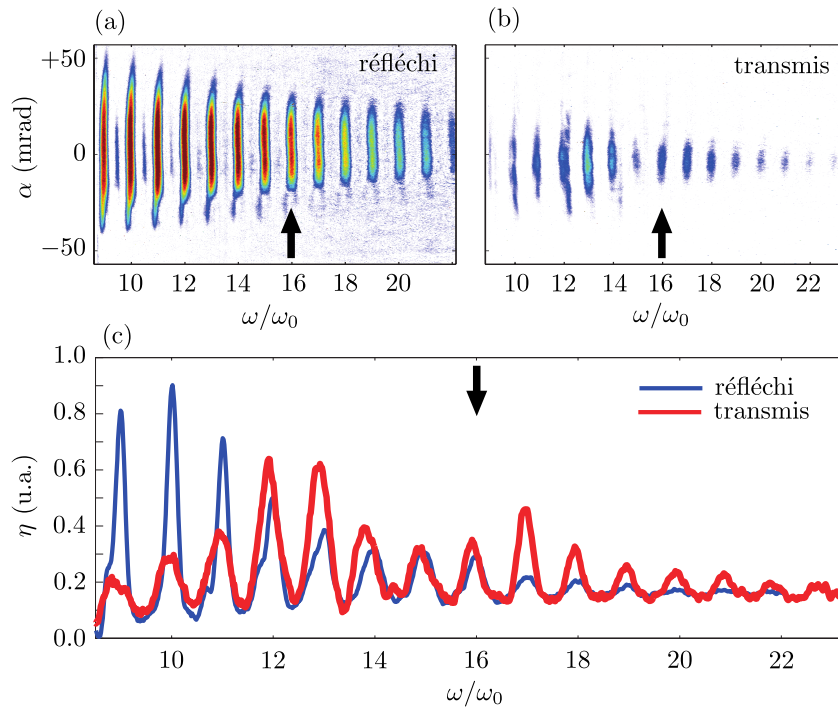 (a)
(b)
+50
0
−50
α (mrad)
réfléchi
transmis
10 12 14 16 18 20
10 12 14 16 18 20 22
ω/ω₀
ω/ω₀
(c)
1.0
0.8
0.6
0.4
0.2
0.0
η (u.a.)
réfléchi
transmis
10 12 14 16 18 20 22
ω/ω₀